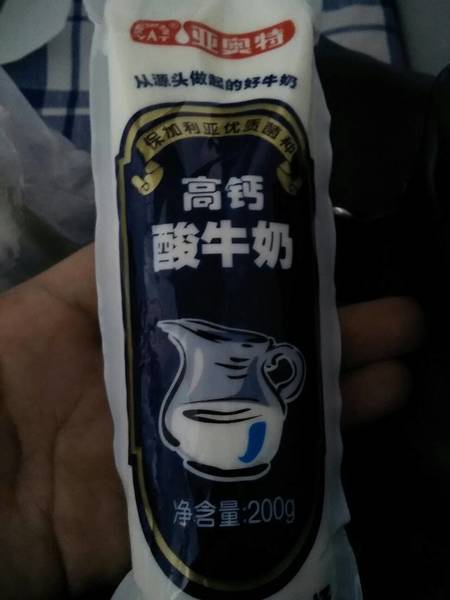 亚奥特
从源头做起的好牛奶
保加利亚优质菌种
高钙
酸牛奶
净含量:200g